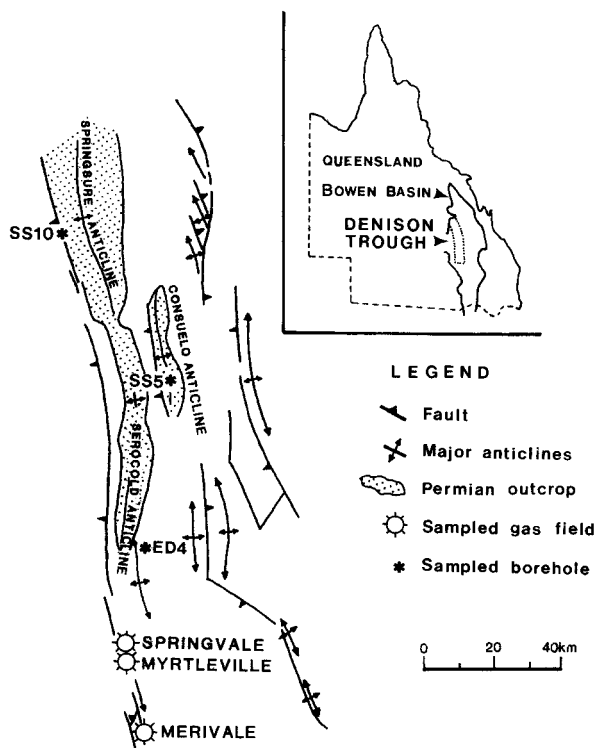 SPRINGSURE ANTICLINE
SS10
CONSUELO ANTICLINE
SS5
SEROCOLD ANTICLINE
ED4
SPRINGVALE
MYRTLEVILLE
MERIVALE
QUEENSLAND
BOWEN BASIN
DENISON
TROUGH
LEGEND
Fault
Major anticlines
Permian outcrop
Sampled gas field
Sampled borehole
0 20 40km